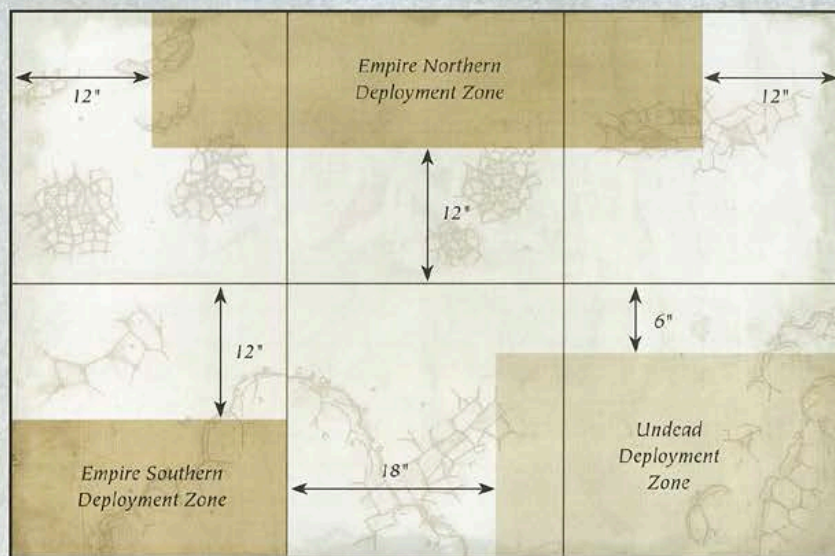 Empire Northern
Deployment Zone
12"
12"
12"
12"
6"
Empire Southern
Deployment Zone
18"
Undead
Deployment
Zone